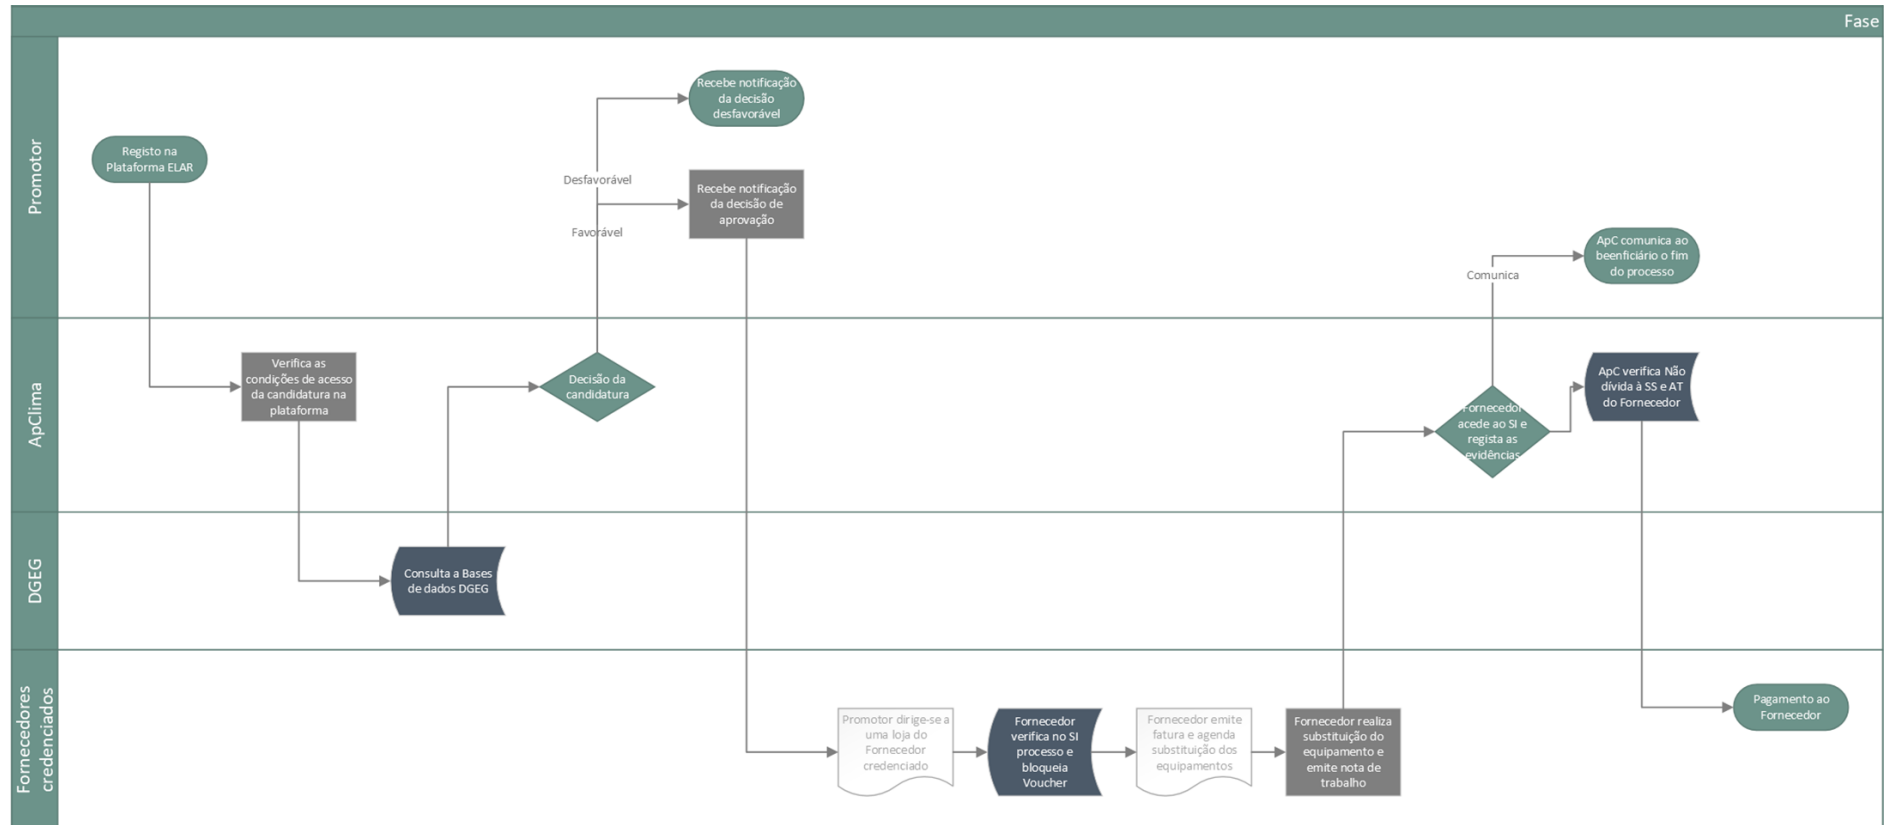 Fase
Promotor
Registo na
Plataforma ELAR
Recebe notificação
da decisão
desfavorável
Desfavorável
Recebe notificação
da decisão de
aprovação
Favorável
ApC comunica ao
beenficiário o fim
do processo
Comunica
ApClima
Verifica as
condições de acesso
da candidatura na
plataforma
Decisão da
candidatura
Fornecedor
acede ao SI e
regista as
evidências
ApC verifica Não
dívida à SS e AT
do Fornecedor
DGEG
Consulta a Bases
de dados DGEG
Fornecedores
credenciados
Promotor dirige-se a
uma loja do
Fornecedor
credenciado
Fornecedor
verifica no SI
processo e
bloqueia
Voucher
Fornecedor emite
fatura e agenda
substituição dos
equipamentos
Fornecedor realiza
substituição do
equipamento e
emite nota de
trabalho
Pagamento ao
Fornecedor